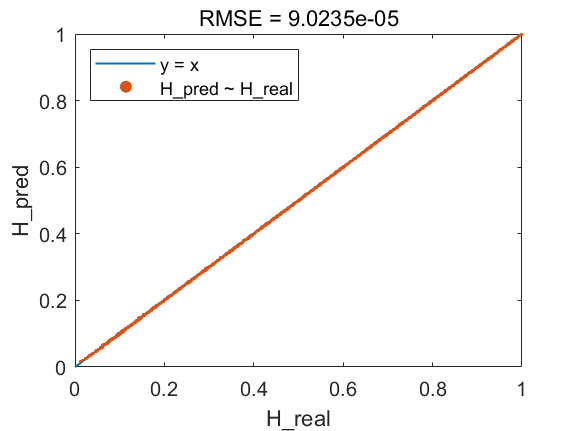 RMSE = 9.0235e-05
y = x
H_pred ~ H_real
H_pred
1
0.8
0.6
0.4
0.2
0
0 0.2 0.4 0.6 0.8 1
H_real